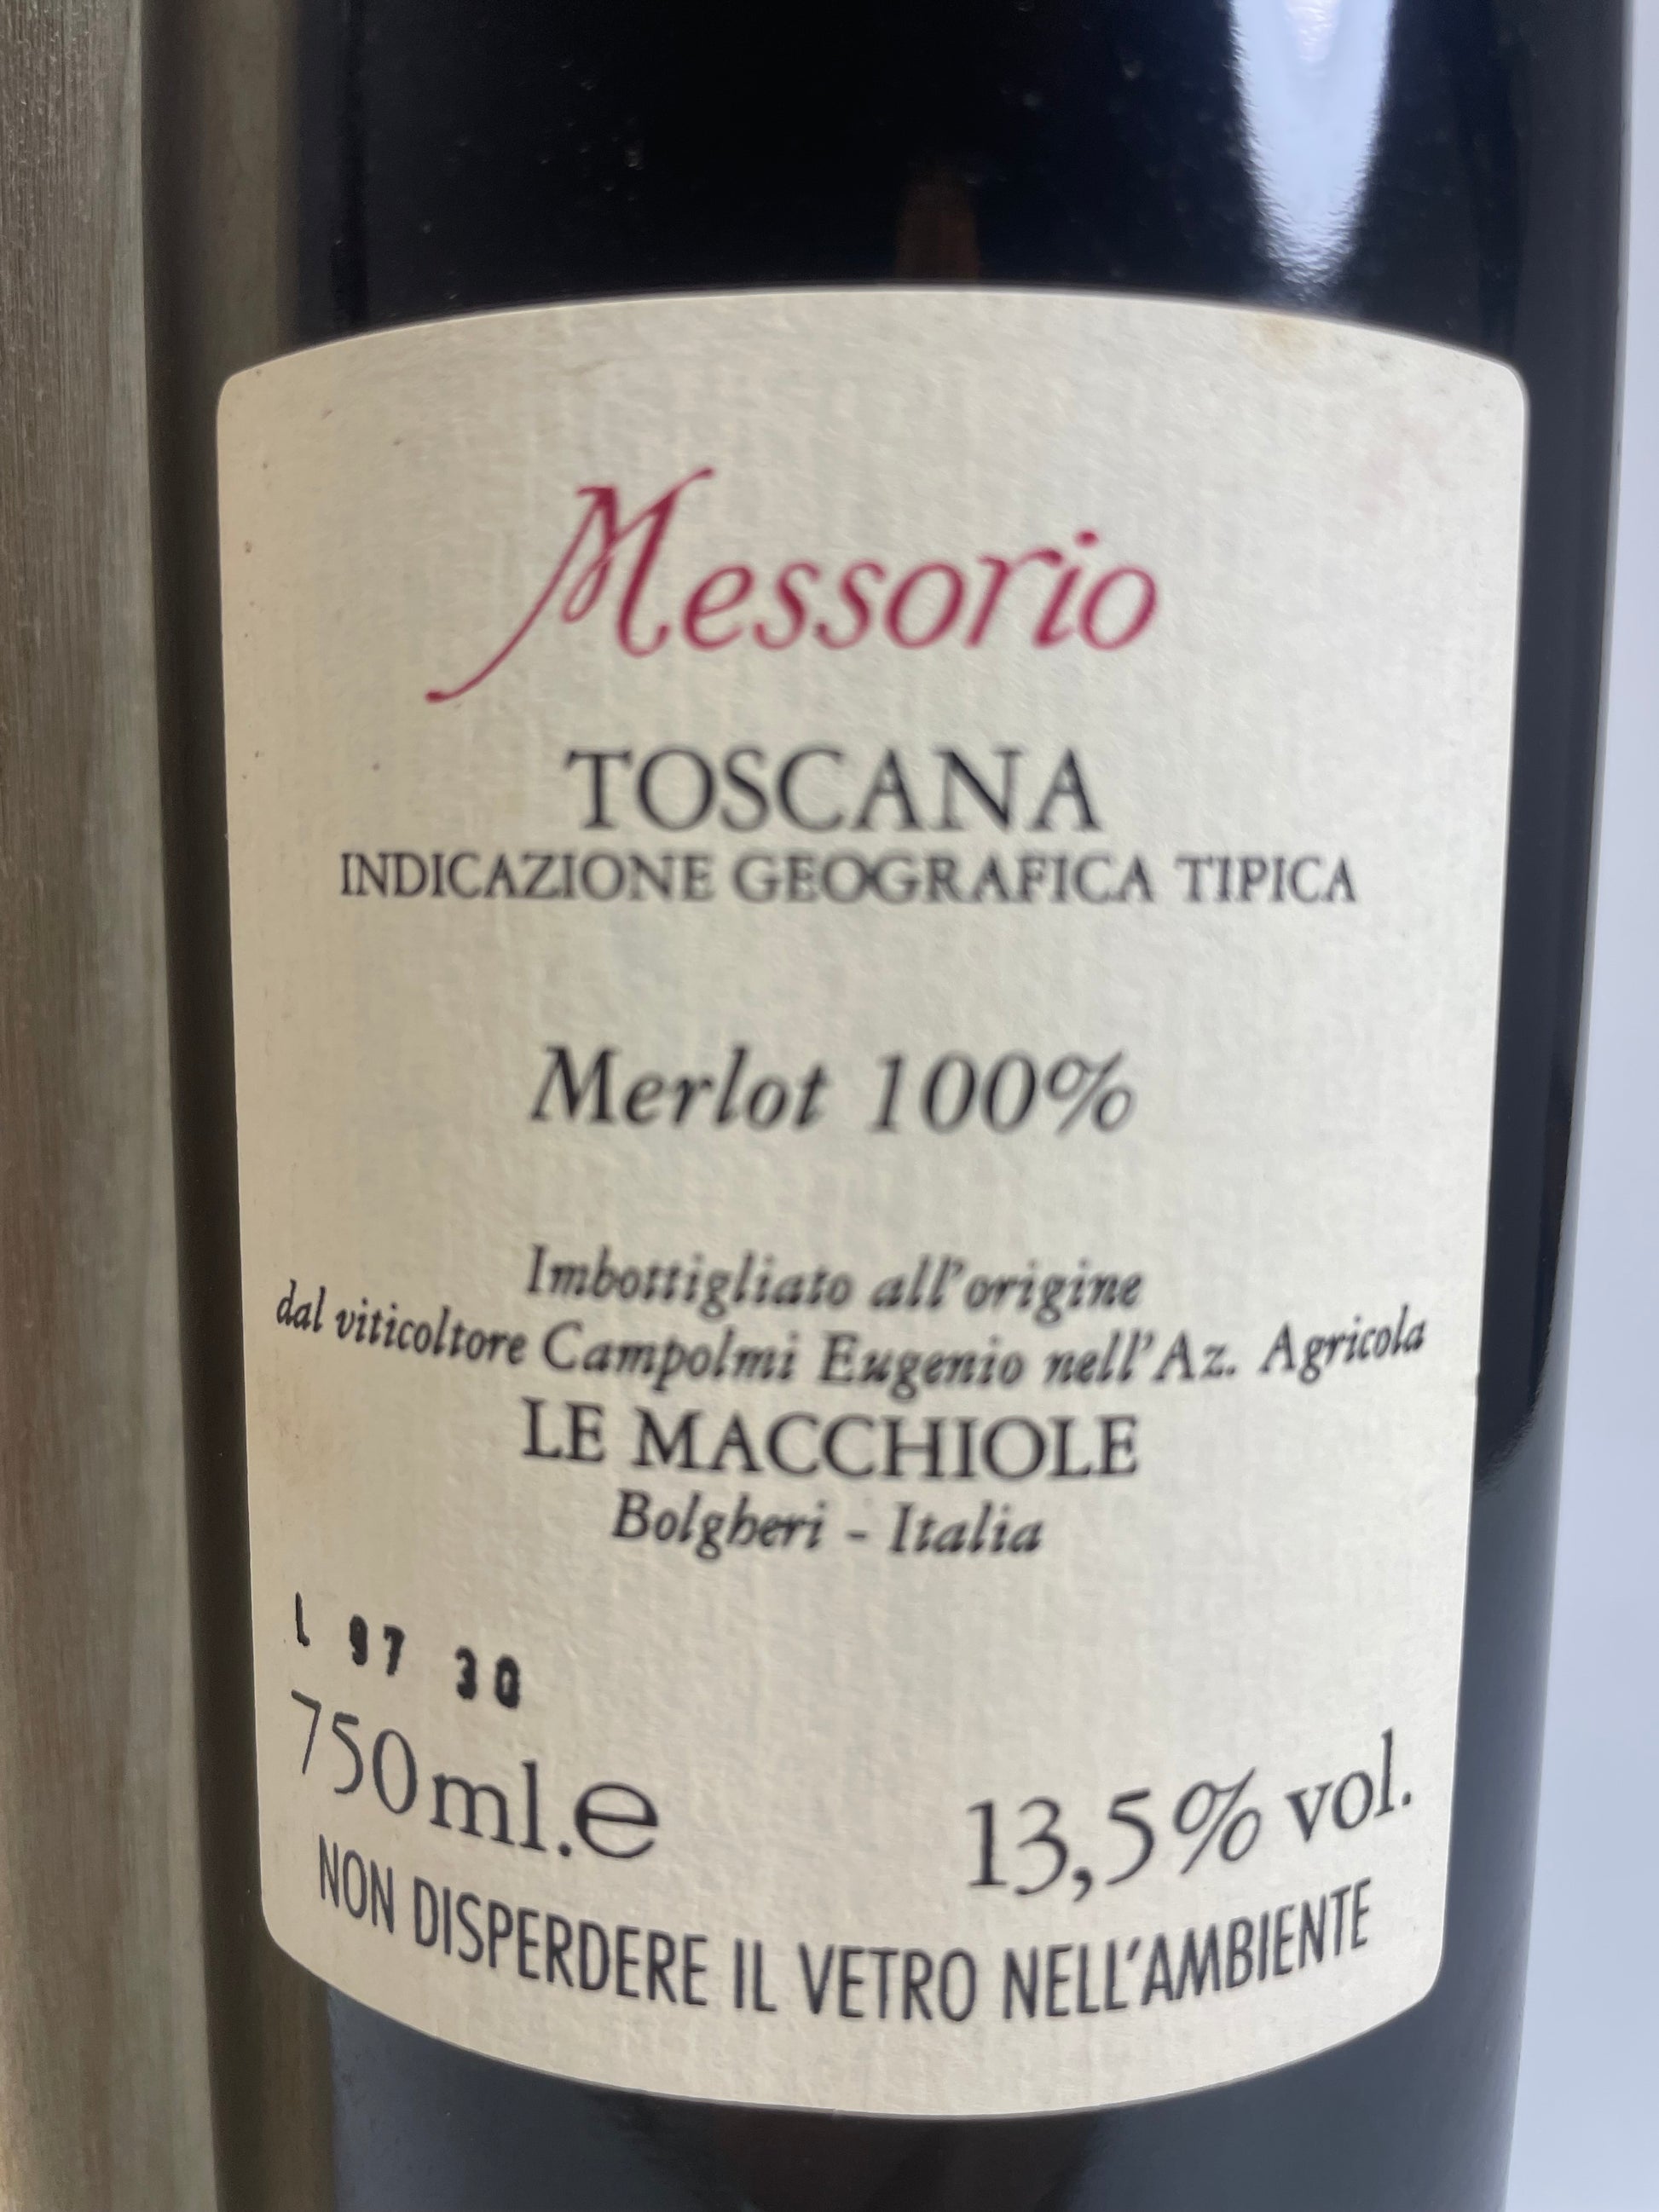 Messorio
TOSCANA
INDICAZIONE GEOGRAFICA TIPICA
Merlot 100%
Imbottigliato all'origine
dal viticoltore Campolmi Eugenio nell'Az. Agricola
LE MACCHIOLE
Bolgheri - Italia
L 97 30
750ml.e
13,5% vol.
NON DISPERDERE IL VETRO NELL'AMBIENTE